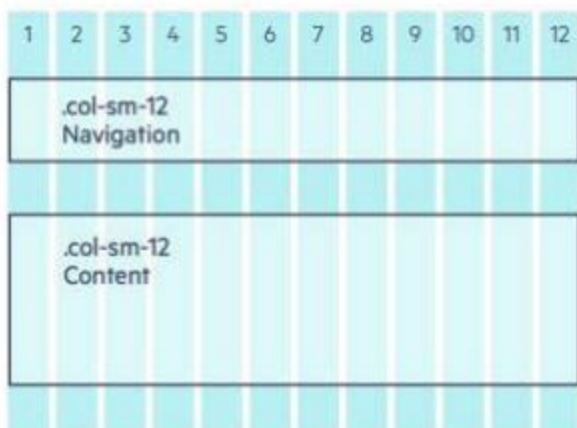 1 2 3 4 5 6 7 8 9 10 11 12
.col-sm-12
Navigation
.col-sm-12
Content